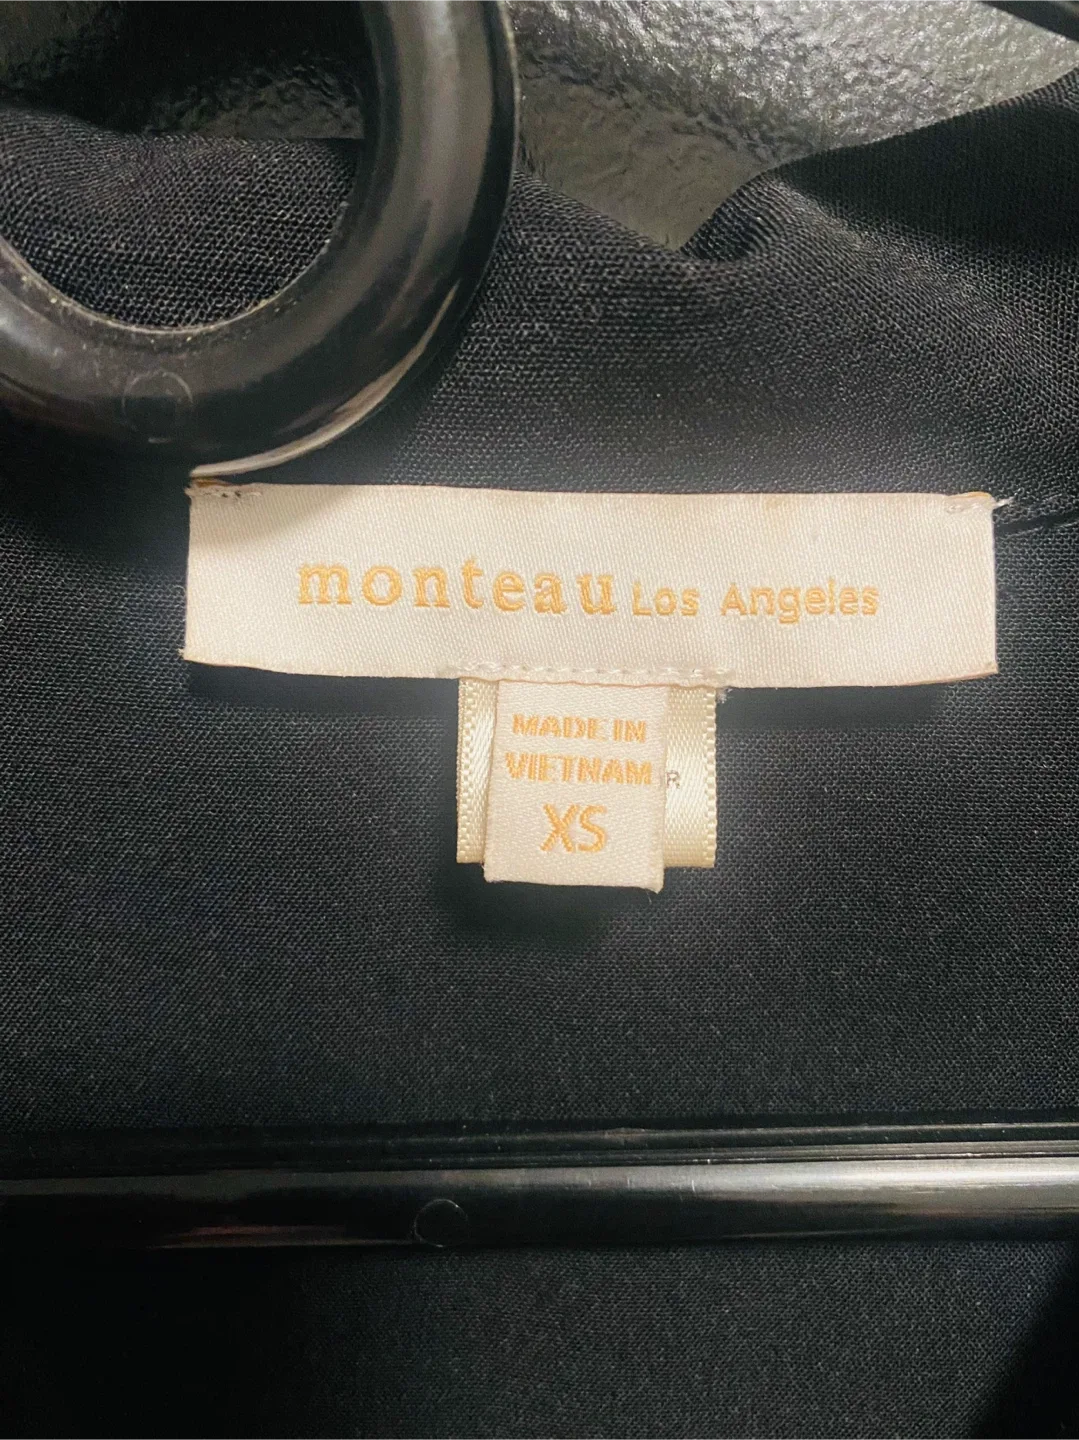 monteau Los Angeles
MADE IN
VIETNAM
R
XS